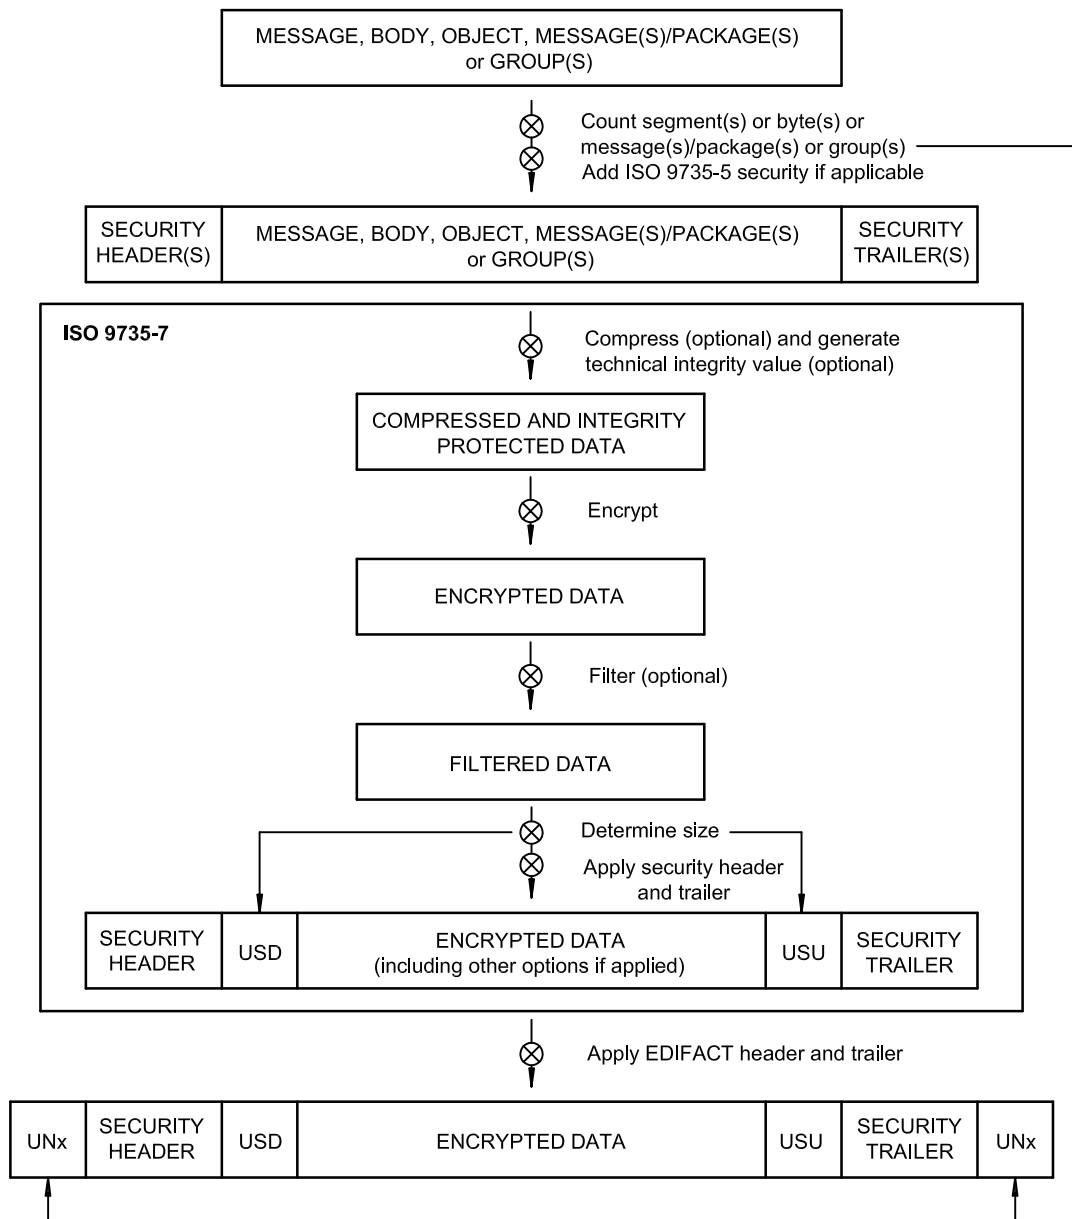 MESSAGE, BODY, OBJECT, MESSAGE(S)/PACKAGE(S)
or GROUP(S)
Count segment(s) or byte(s) or
message(s)/package(s) or group(s)
Add ISO 9735-5 security if applicable
SECURITY
HEADER(S)
MESSAGE, BODY, OBJECT, MESSAGE(S)/PACKAGE(S)
or GROUP(S)
SECURITY
TRAILER(S)
ISO 9735-7
Compress (optional) and generate
technical integrity value (optional)
COMPRESSED AND INTEGRITY
PROTECTED DATA
Encrypt
ENCRYPTED DATA
Filter (optional)
FILTERED DATA
Determine size
Apply security header
and trailer
SECURITY
HEADER
USD
ENCRYPTED DATA
(including other options if applied)
USU
SECURITY
TRAILER
Apply EDIFACT header and trailer
UNx
SECURITY
HEADER
USD
ENCRYPTED DATA
USU
SECURITY
TRAILER
UNx